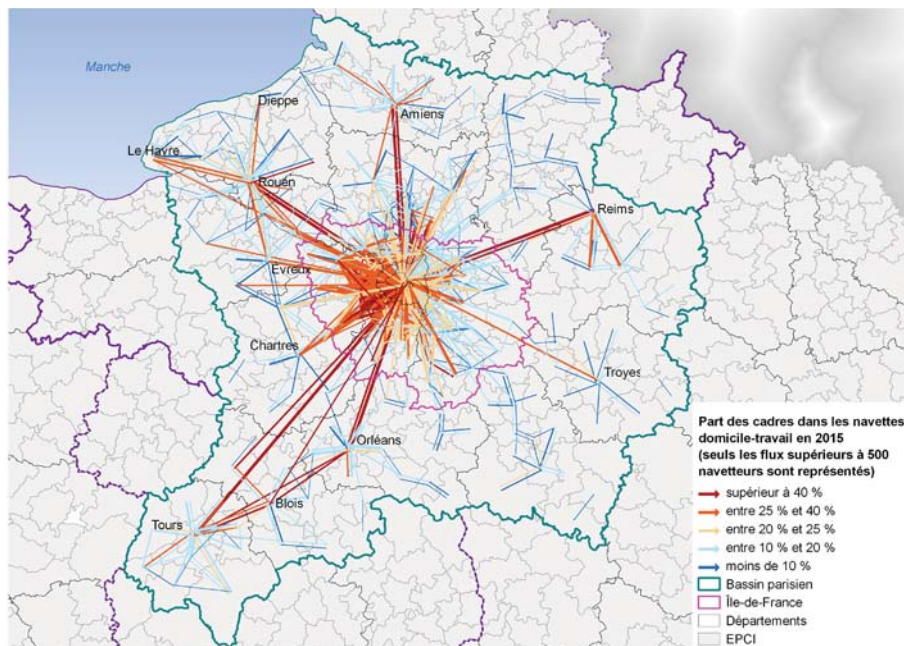 Manche
Dieppe
Amiens
Le Havre
Rouen
Reims
Evreux
Chartres
Troyes
Orléans
Blois
Tours
Part des cadres dans les navettes
domicile-travail en 2015
(seuls les flux supérieurs à 500
navetteurs sont représentés)
supérieur à 40 %
entre 25 % et 40 %
entre 20 % et 25 %
entre 10 % et 20 %
moins de 10 %
Bassin parisien
Île-de-France
Départements
EPCI